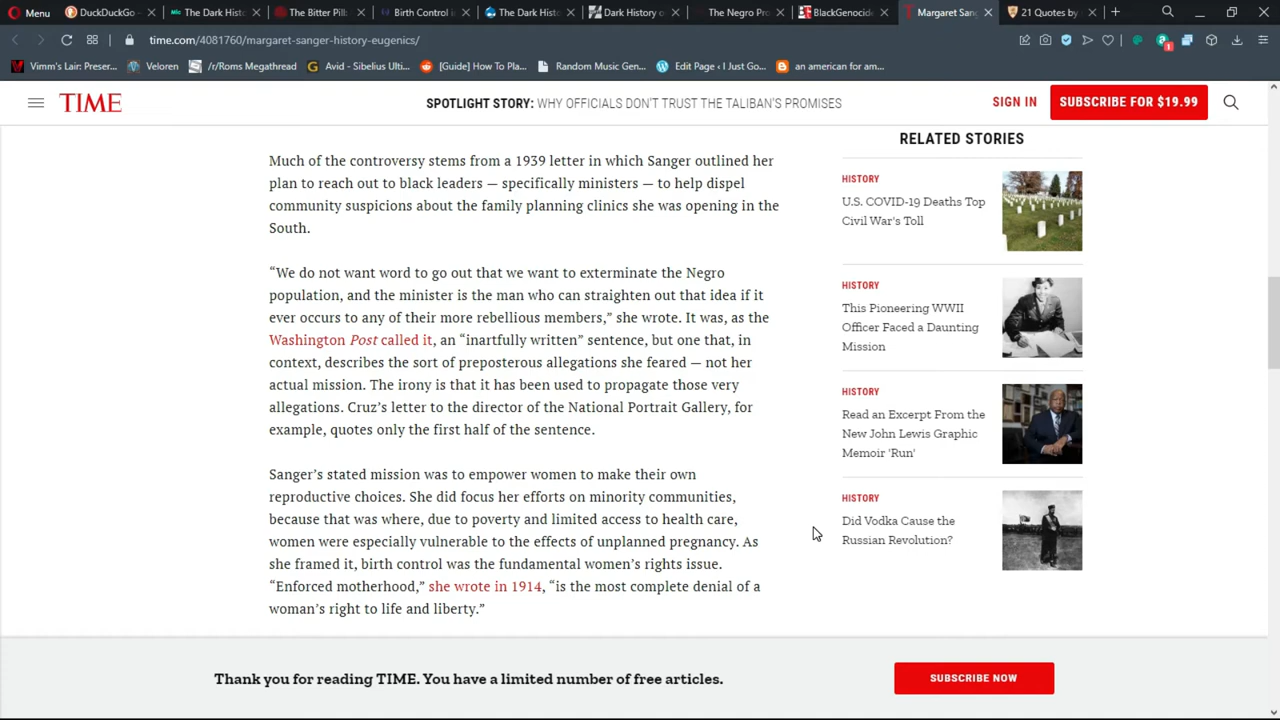 Menu
DuckDuckGo -
The Dark Hist
The Bitter Pill:
Birth Control i
The Dark Hist
Dark History o
The Negro Pro
BlackGenocide
Margaret Sang
21 Quotes by
time.com/4081760/margaret-sanger-history-eugenics/
1
Vimm's Lair: Preser...
Veloren
/r/Roms Megathread
Avid - Sibelius Ulti...
[Guide] How To Pla...
Random Music Gen...
Edit Page ‹ I Just Go...
an american for am...
TIME
SPOTLIGHT STORY: WHY OFFICIALS DON'T TRUST THE TALIBAN'S PROMISES
SIGN IN
SUBSCRIBE FOR $19.99
Much of the controversy stems from a 1939 letter in which Sanger outlined her
plan to reach out to black leaders — specifically ministers — to help dispel
community suspicions about the family planning clinics she was opening in the
South.
“We do not want word to go out that we want to exterminate the Negro
population, and the minister is the man who can straighten out that idea if it
ever occurs to any of their more rebellious members,” she wrote. It was, as the
Washington Post called it, an “inartfully written” sentence, but one that, in
context, describes the sort of preposterous allegations she feared — not her
actual mission. The irony is that it has been used to propagate those very
allegations. Cruz’s letter to the director of the National Portrait Gallery, for
example, quotes only the first half of the sentence.
Sanger’s stated mission was to empower women to make their own
reproductive choices. She did focus her efforts on minority communities,
because that was where, due to poverty and limited access to health care,
women were especially vulnerable to the effects of unplanned pregnancy. As
she framed it, birth control was the fundamental women’s rights issue.
“Enforced motherhood,” she wrote in 1914, “is the most complete denial of a
woman’s right to life and liberty.”
RELATED STORIES
HISTORY
U.S. COVID-19 Deaths Top
Civil War's Toll
HISTORY
This Pioneering WWII
Officer Faced a Daunting
Mission
HISTORY
Read an Excerpt From the
New John Lewis Graphic
Memoir 'Run'
HISTORY
Did Vodka Cause the
Russian Revolution?
Thank you for reading TIME. You have a limited number of free articles.
SUBSCRIBE NOW